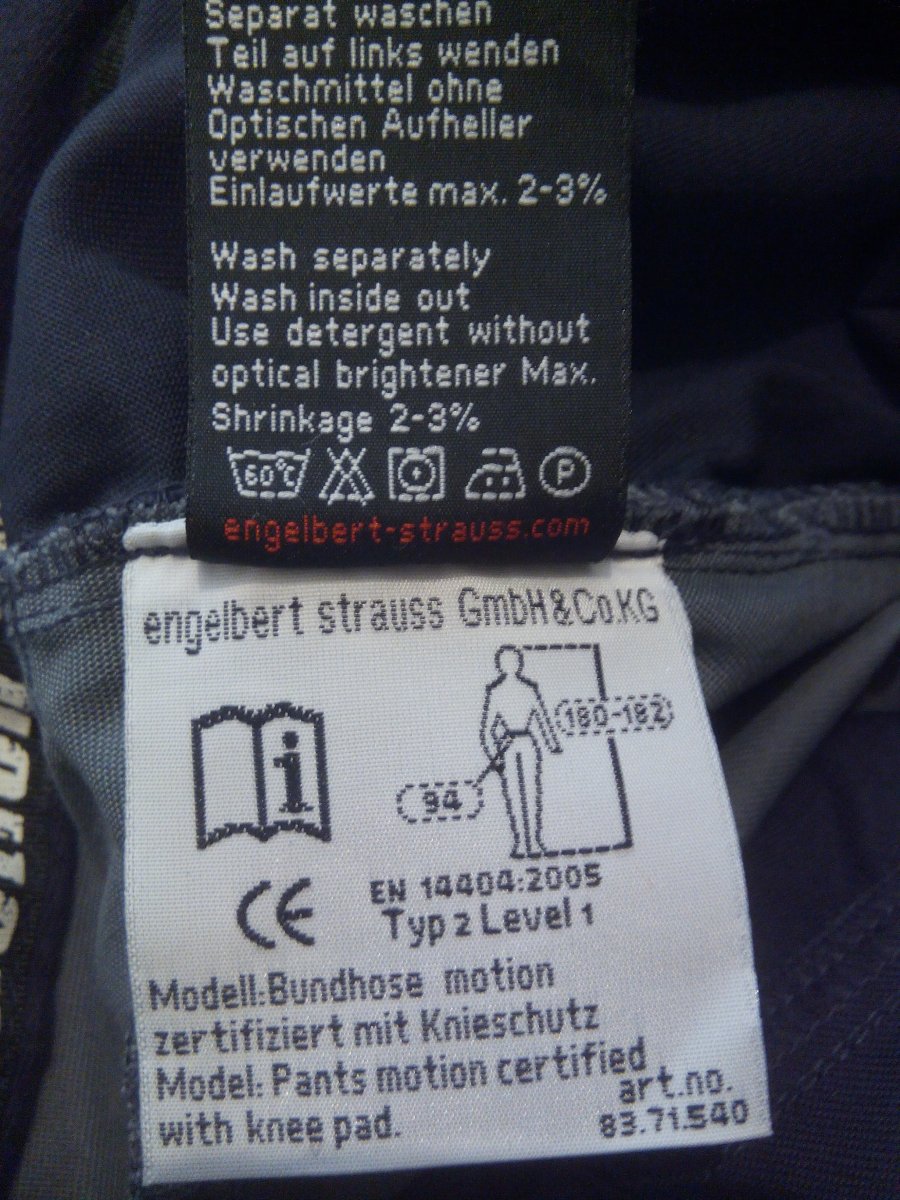 Separat waschen
Teil auf links wenden
Waschmittel ohne
Optischen Aufheller
verwenden
Einlaufwerte max. 2-3%
Wash separately
Wash inside out
Use detergent without
optical brightener Max.
Shrinkage 2-3%
60°C P
engelbert-strauss.com
engelbert strauss GmbH&Co.KG
180-182
94
CE EN 14404:2005
Typ 2 Level 1
Modell:Bundhose motion
zertifiziert mit Knieschutz
Model: Pants motion certified
with knee pad.
art.no.
83.71.540